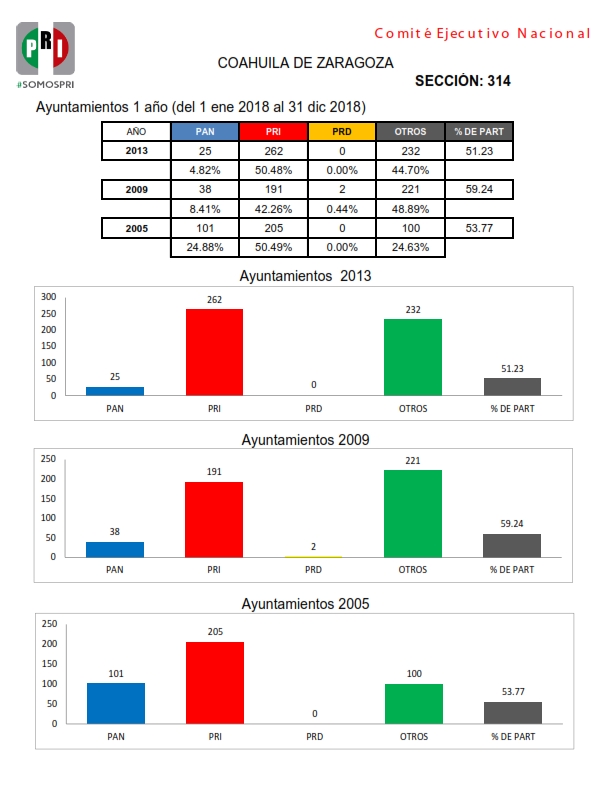 Comité Ejecutivo Nacional
PRI
#SOMOSPRI
COAHUILA DE ZARAGOZA
SECCIÓN: 314
Ayuntamientos 1 año (del 1 ene 2018 al 31 dic 2018)
AÑO PAN PRI PRD OTROS % DE PART
2013 25 262 0 232 51.23
4.82% 50.48% 0.00% 44.70%
2009 38 191 2 221 59.24
8.41% 42.26% 0.44% 48.89%
2005 101 205 0 100 53.77
24.88% 50.49% 0.00% 24.63%
Ayuntamientos 2013
300
250
200
150
100
50
0
25 262 0 232 51.23
PAN PRI PRD OTROS % DE PART
Ayuntamientos 2009
250
200
150
100
50
0
38 191 2 221 59.24
PAN PRI PRD OTROS % DE PART
Ayuntamientos 2005
250
200
150
100
50
0
101 205 0 100 53.77
PAN PRI PRD OTROS % DE PART